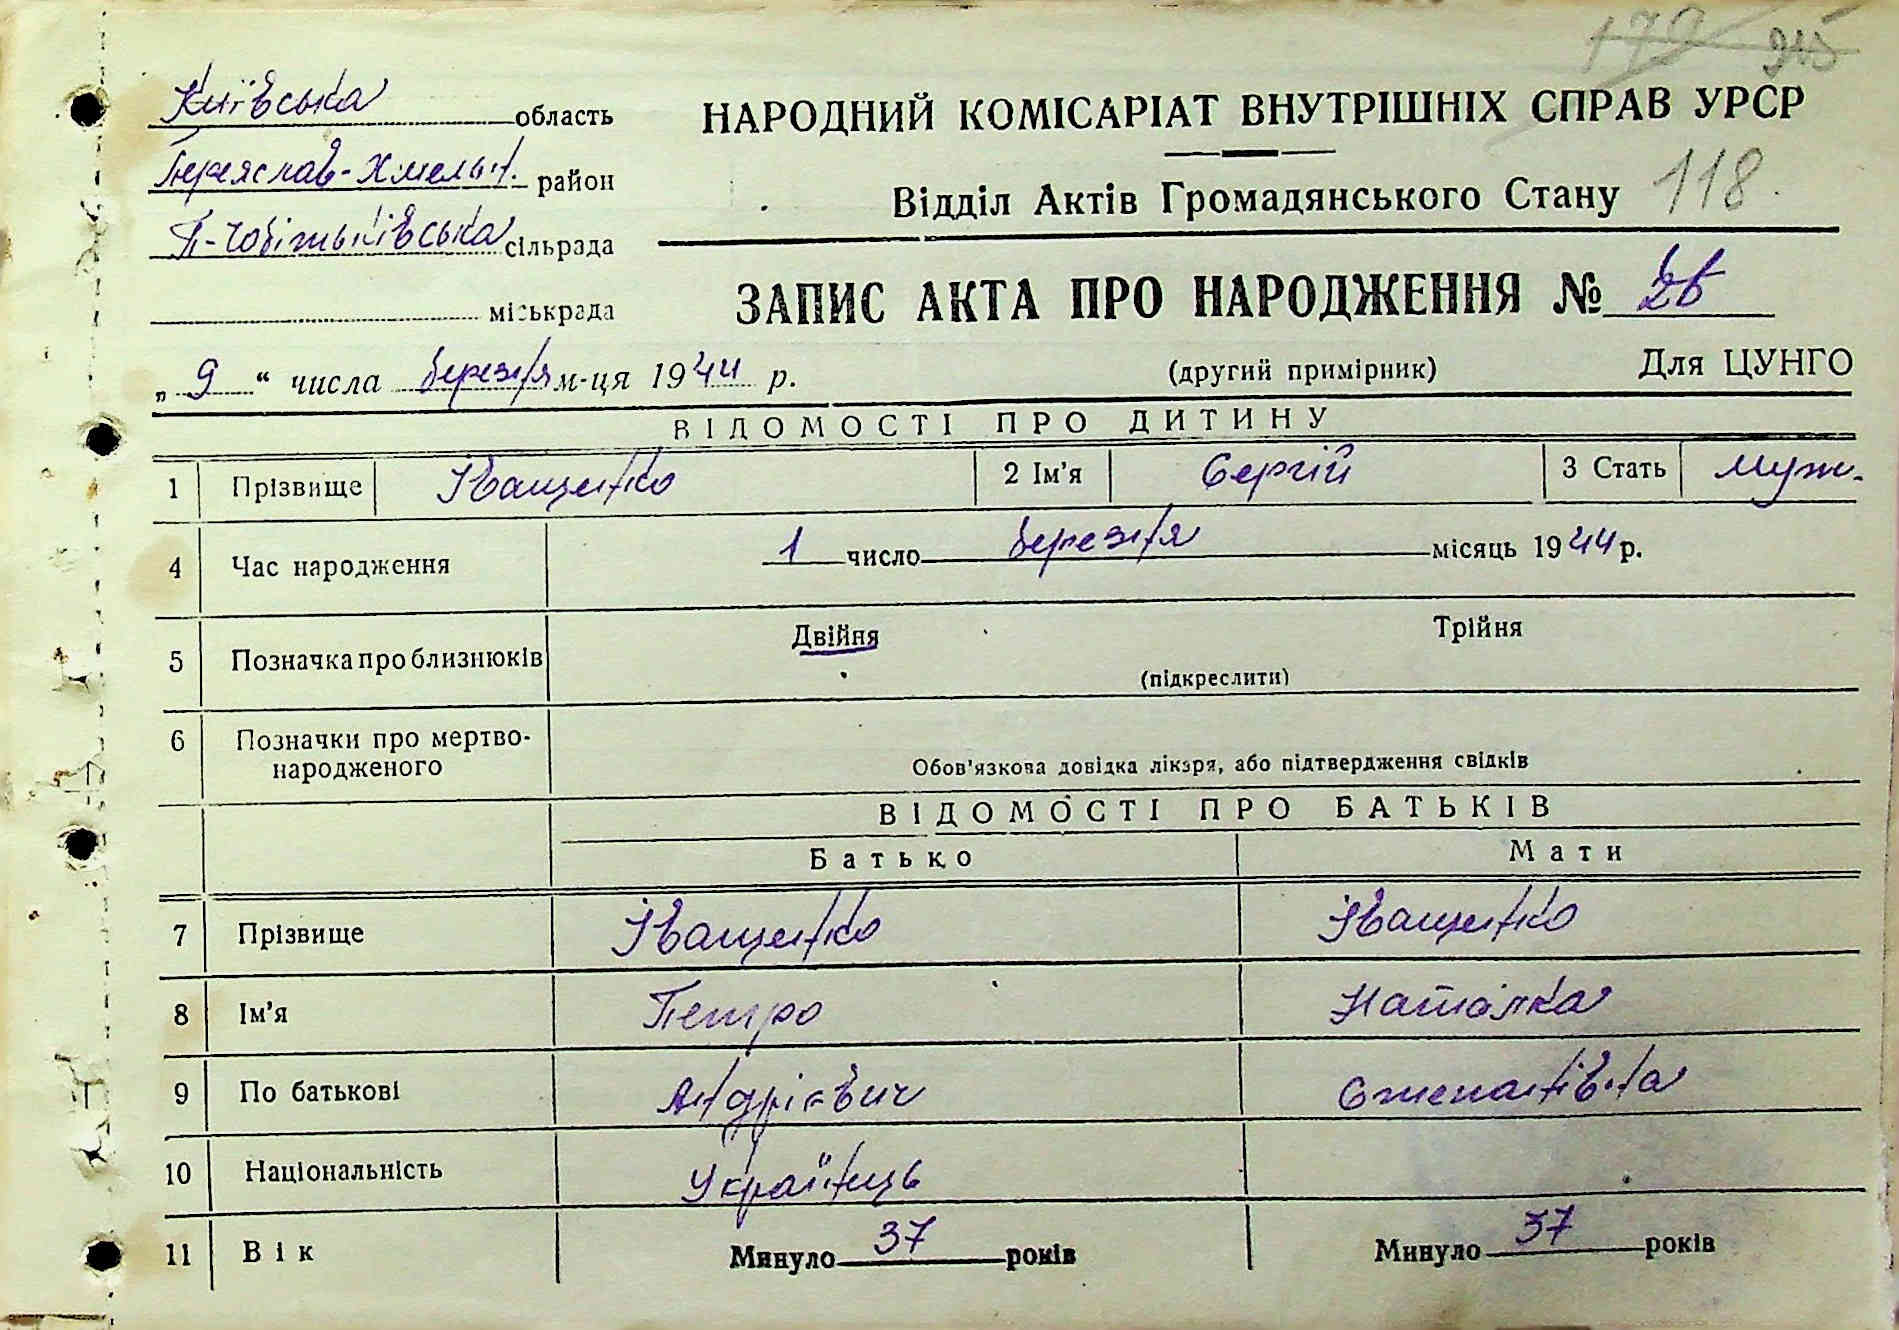 179 215
Київська область
Переяслав-Хмельн. район
П-Чобітьківська сільрада
міськрада
НАРОДНИЙ КОМІСАРІАТ ВНУТРІШНІХ СПРАВ УРСР
Відділ Актів Громадянського Стану 118
ЗАПИС АКТА ПРО НАРОДЖЕННЯ №
„ 9 “ числа березня м-ця 1944 р.
(другий примірник) Для ЦУНГО
ВІДОМОСТІ ПРО ДИТИНУ
1 Прізвище Іващенко 2 Ім'я Сергій 3 Стать муж.
4 Час народження 1 число березня місяць 1944 р.
5 Позначка про близнюків Двійня Трійня
(підкреслити)
6 Позначки про мертво-
народженого Обов'язкова довідка лікаря, або підтвердження свідків
ВІДОМОСТІ ПРО БАТЬКІВ
Батько Мати
7 Прізвище Іващенко Іващенко
8 Ім'я Петро Наталка
9 По батькові Андрієвич Степанівна
10 Національність Українець
11 Вік Минуло 37 років Минуло 37 років